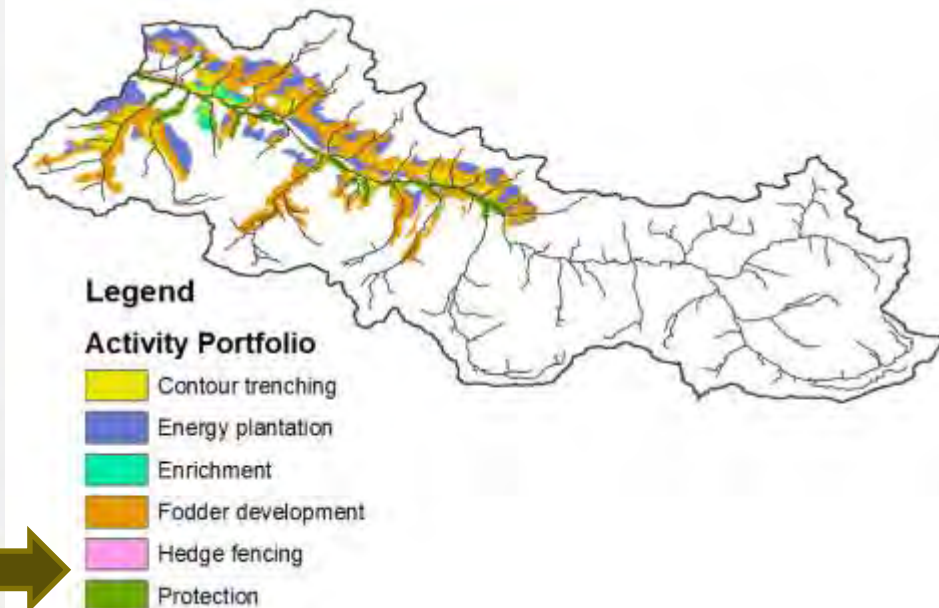 Legend
Activity Portfolio
Contour trenching
Energy plantation
Enrichment
Fodder development
Hedge fencing
Protection